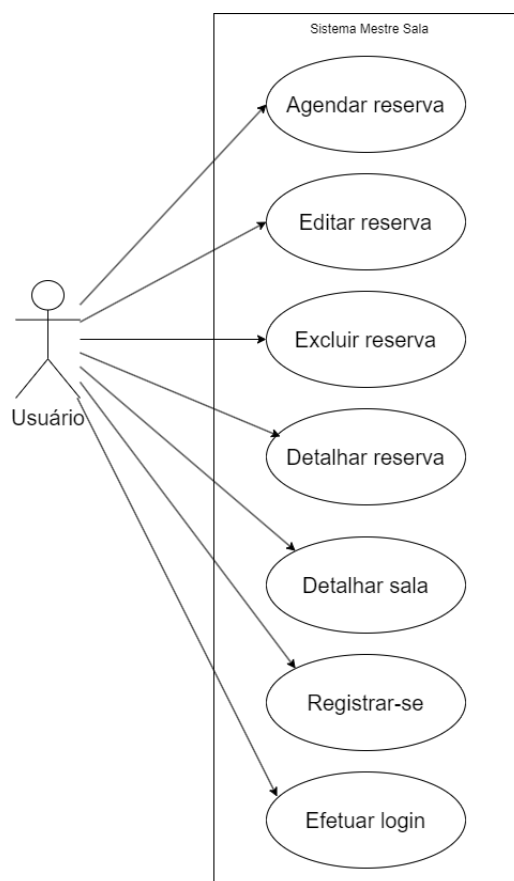 Sistema Mestre Sala
Agendar reserva
Editar reserva
Excluir reserva
Usuário
Detalhar reserva
Detalhar sala
Registrar-se
Efetuar login